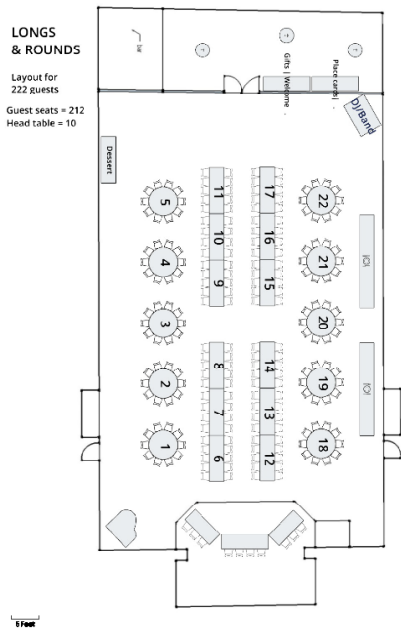 LONGS
& ROUNDS
Layout for
222 guests
Guest seats = 212
Head table = 10
bar
Gifts | Welcome .
Place cards| .
DJ/Band
Dessert
5
11
17
22
4
10
16
21
9
15
3
20
2
8
14
19
7
13
1
6
12
18
5 Feet